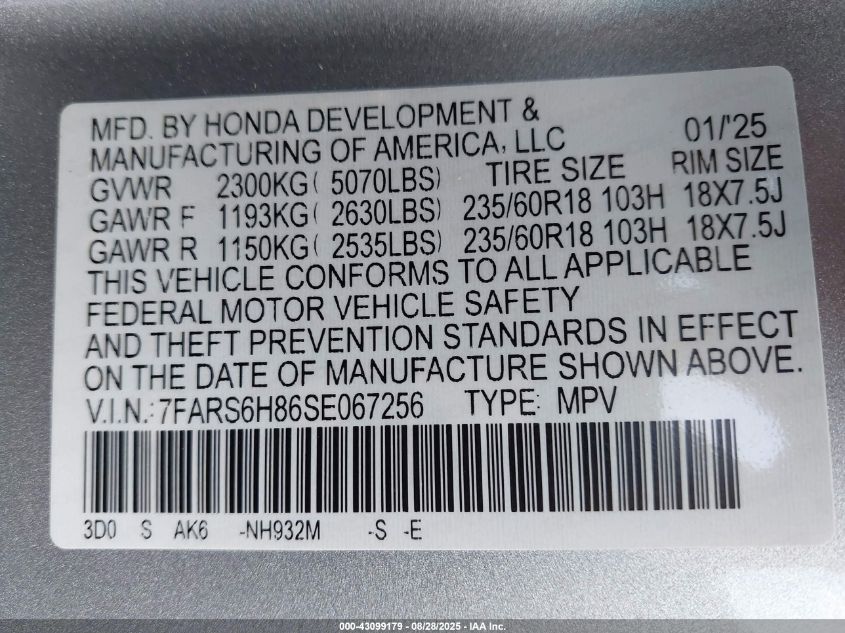 MFD. BY HONDA DEVELOPMENT &
MANUFACTURING OF AMERICA, LLC 01/'25
GVWR 2300KG( 5070LBS) TIRE SIZE RIM SIZE
GAWR F 1193KG( 2630LBS) 235/60R18 103H 18X7.5J
GAWR R 1150KG( 2535LBS) 235/60R18 103H 18X7.5J
THIS VEHICLE CONFORMS TO ALL APPLICABLE
FEDERAL MOTOR VEHICLE SAFETY
AND THEFT PREVENTION STANDARDS IN EFFECT
ON THE DATE OF MANUFACTURE SHOWN ABOVE.
V.I.N.: 7FARS6H86SE067256 TYPE: MPV
3D0 S AK6 -NH932M -S -E
000-43099179 - 08/28/2025 - IAA Inc.